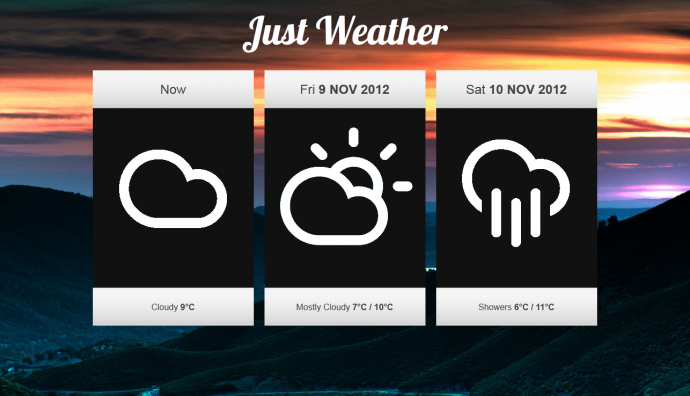 Just Weather
Now
Fri 9 NOV 2012
Sat 10 NOV 2012
Cloudy 9°C
Mostly Cloudy 7°C / 10°C
Showers 6°C / 11°C